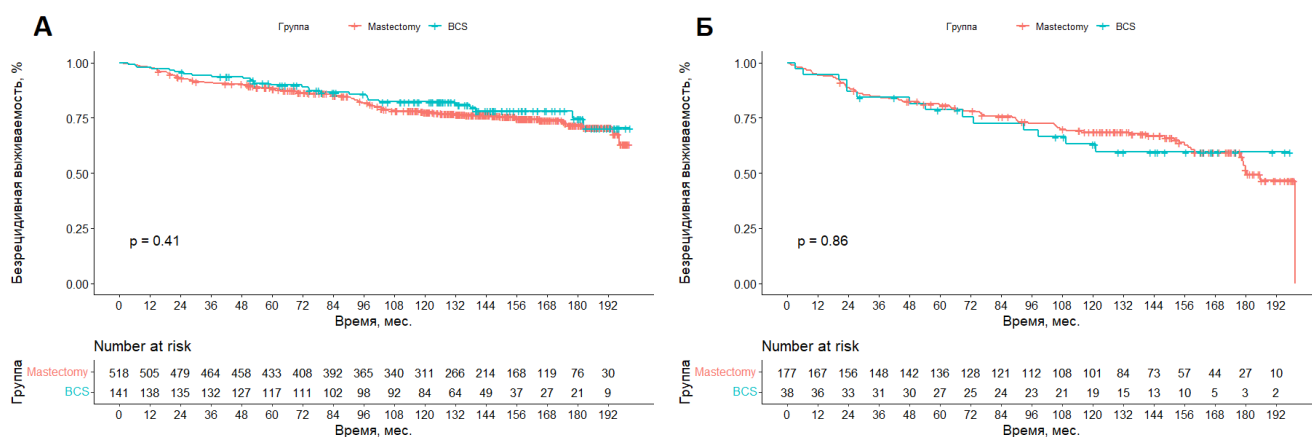 А
Группа Mastectomy BCS
Безрецидивная выживаемость, %
1.00
0.75
0.50
0.25
0.00
p = 0.41
0 12 24 36 48 60 72 84 96 108 120 132 144 156 168 180 192
Время, мес.
Number at risk
Группа
Mastectomy 518 505 479 464 458 433 408 392 365 340 311 266 214 168 119 76 30
BCS 141 138 135 132 127 117 111 102 98 92 84 64 49 37 27 21 9
0 12 24 36 48 60 72 84 96 108 120 132 144 156 168 180 192
Время, мес.
Б
Группа Mastectomy BCS
Безрецидивная выживаемость, %
1.00
0.75
0.50
0.25
0.00
p = 0.86
0 12 24 36 48 60 72 84 96 108 120 132 144 156 168 180 192
Время, мес.
Number at risk
Группа
Mastectomy 177 167 156 148 142 136 128 121 112 108 101 84 73 57 44 27 10
BCS 38 36 33 31 30 27 25 24 23 21 19 15 13 10 5 3 2
0 12 24 36 48 60 72 84 96 108 120 132 144 156 168 180 192
Время, мес.